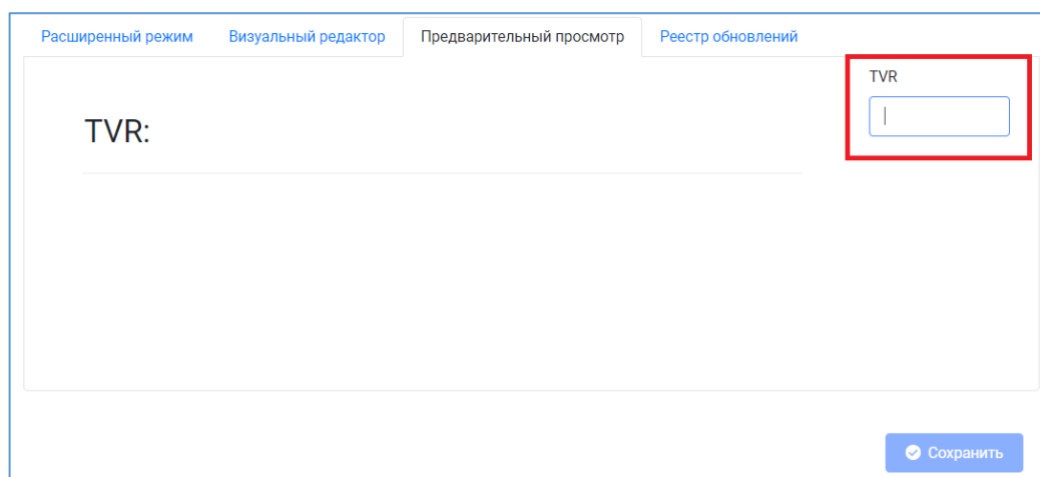 Расширенный режим Визуальный редактор Предварительный просмотр Реестр обновлений
TVR
TVR:
Сохранить